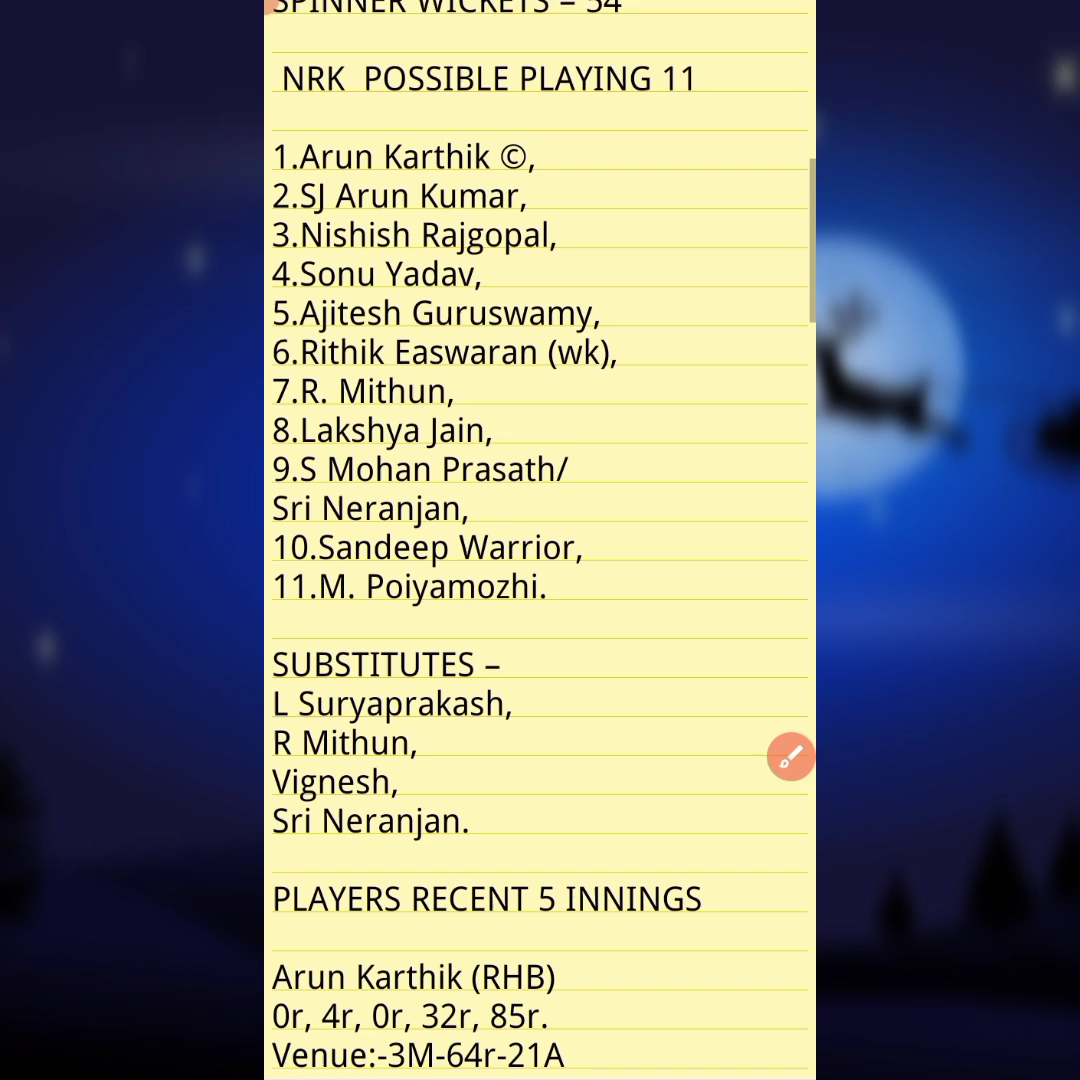 SPINNER WICKETS – 54
NRK POSSIBLE PLAYING 11
1.Arun Karthik ©,
2.SJ Arun Kumar,
3.Nishish Rajgopal,
4.Sonu Yadav,
5.Ajitesh Guruswamy,
6.Rithik Easwaran (wk),
7.R. Mithun,
8.Lakshya Jain,
9.S Mohan Prasath/
Sri Neranjan,
10.Sandeep Warrior,
11.M. Poiyamozhi.
SUBSTITUTES –
L Suryaprakash,
R Mithun,
Vignesh,
Sri Neranjan.
PLAYERS RECENT 5 INNINGS
Arun Karthik (RHB)
0r, 4r, 0r, 32r, 85r.
Venue:-3M-64r-21A